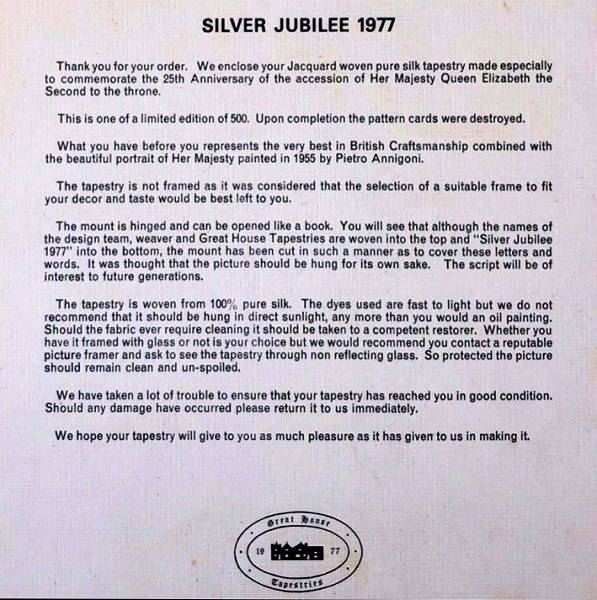 SILVER JUBILEE 1977
Thank you for your order. We enclose your Jacquard woven pure silk tapestry made especially
to commemorate the 25th Anniversary of the accession of Her Majesty Queen Elizabeth the
Second to the throne.
This is one of a limited edition of 500. Upon completion the pattern cards were destroyed.
What you have before you represents the very best in British Craftsmanship combined with
the beautiful portrait of Her Majesty painted in 1955 by Pietro Annigoni.
The tapestry is not framed as it was considered that the selection of a suitable frame to fit
your decor and taste would be best left to you.
The mount is hinged and can be opened like a book. You will see that although the names of
the design team, weaver and Great House Tapestries are woven into the top and "Silver Jubilee
1977" into the bottom, the mount has been cut in such a manner as to cover these letters and
words. It was thought that the picture should be hung for its own sake. The script will be of
interest to future generations.
The tapestry is woven from 100% pure silk. The dyes used are fast to light but we do not
recommend that it should be hung in direct sunlight, any more than you would an oil painting.
Should the fabric ever require cleaning it should be taken to a competent restorer. Whether you
have it framed with glass or not is your choice but we would recommend you contact a reputable
picture framer and ask to see the tapestry through non reflecting glass. So protected the picture
should remain clean and un-spoiled.
We have taken a lot of trouble to ensure that your tapestry has reached you in good condition.
Should any damage have occurred please return it to us immediately.
We hope your tapestry will give to you as much pleasure as it has given to us in making it.
Great House
19 77
Tapestries